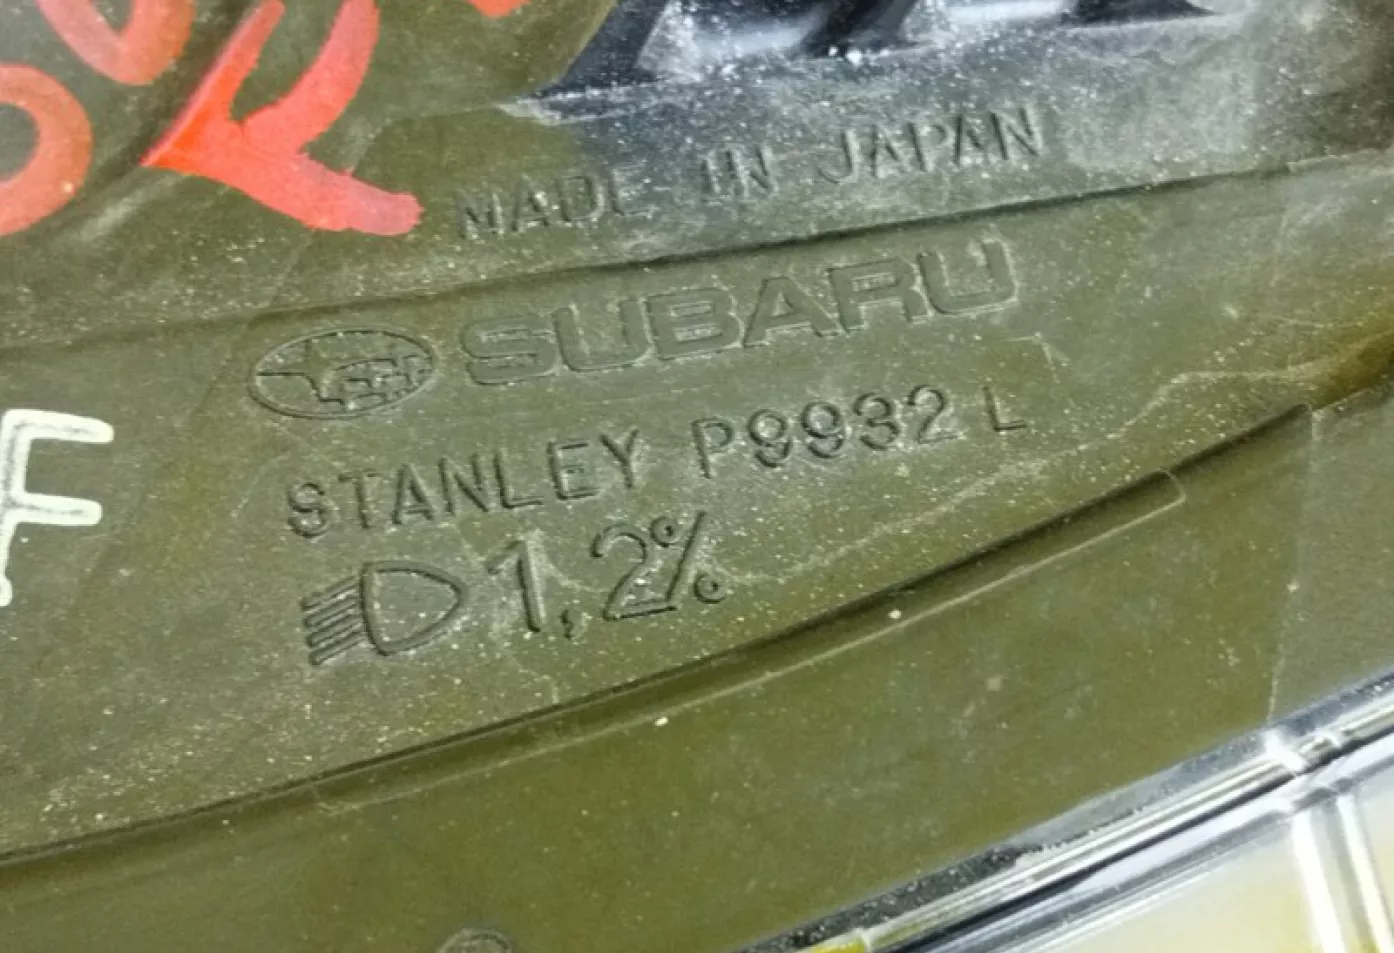 MADE IN JAPAN
SUBARU
STANLEY P9932 L
1,2%
F